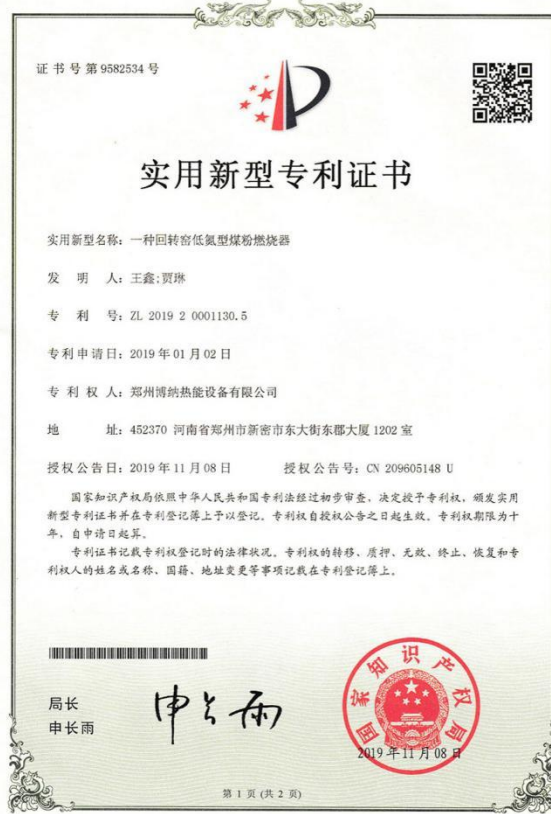 证书号第9582534号
实用新型专利证书
实用新型名称：一种回转窑低氮型煤粉燃烧器
发明人：王鑫;贾琳
专利号：ZL 2019 2 0001130.5
专利申请日：2019年01月02日
专利权人：郑州博纳热能设备有限公司
地址：452370 河南省郑州市新密市东大街东郡大厦1202室
授权公告日：2019年11月08日 授权公告号：CN 209605148 U
国家知识产权局依照中华人民共和国专利法经过初步审查，决定授予专利权，颁发实用
新型专利证书并在专利登记簿上予以登记。专利权自授权公告之日起生效。专利权期限为十
年，自申请日起算。
专利证书记载专利权登记时的法律状况。专利权的转移、质押、无效、终止、恢复和专
利权人的姓名或名称、国籍、地址变更等事项记载在专利登记簿上。
局长
申长雨
申长雨
国家知识产权局
2019年11月08日
第1页(共2页)